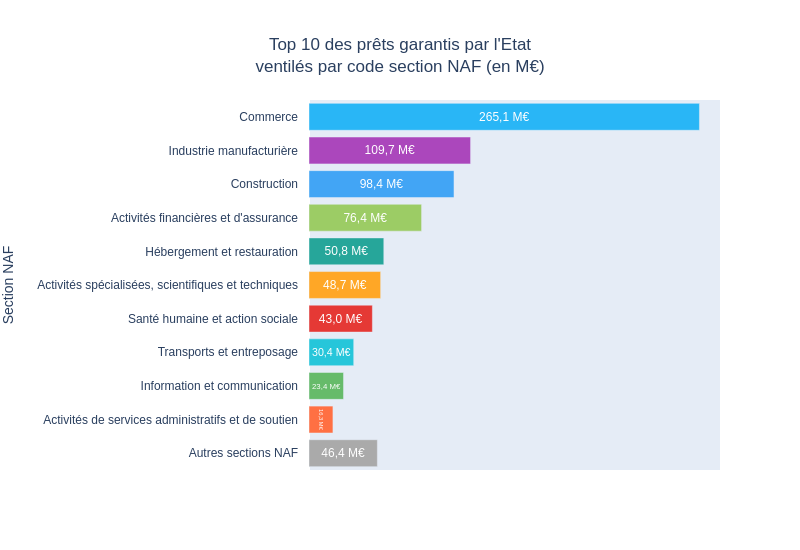 Top 10 des prêts garantis par l'Etat
ventilés par code section NAF (en M€)
Section NAF
Commerce 265,1 M€
Industrie manufacturière 109,7 M€
Construction 98,4 M€
Activités financières et d'assurance 76,4 M€
Hébergement et restauration 50,8 M€
Activités spécialisées, scientifiques et techniques 48,7 M€
Santé humaine et action sociale 43,0 M€
Transports et entreposage 30,4 M€
Information et communication 23,4 M€
Activités de services administratifs et de soutien
Autres sections NAF 46,4 M€